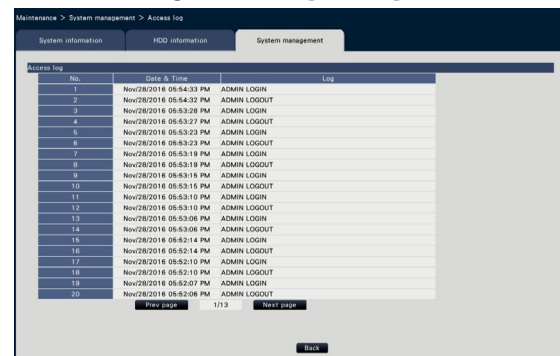 Maintenance > System management > Access log
System information HDD information System management
Access log
No. Date & Time Log
1 Nov/28/2016 05:54:33 PM ADMIN LOGIN
2 Nov/28/2016 05:54:32 PM ADMIN LOGOUT
3 Nov/28/2016 05:53:28 PM ADMIN LOGIN
4 Nov/28/2016 05:53:27 PM ADMIN LOGOUT
5 Nov/28/2016 05:53:23 PM ADMIN LOGIN
6 Nov/28/2016 05:53:23 PM ADMIN LOGOUT
7 Nov/28/2016 05:53:19 PM ADMIN LOGIN
8 Nov/28/2016 05:53:19 PM ADMIN LOGOUT
9 Nov/28/2016 05:53:15 PM ADMIN LOGIN
10 Nov/28/2016 05:53:15 PM ADMIN LOGOUT
11 Nov/28/2016 05:53:10 PM ADMIN LOGIN
12 Nov/28/2016 05:53:10 PM ADMIN LOGOUT
13 Nov/28/2016 05:53:06 PM ADMIN LOGIN
14 Nov/28/2016 05:53:06 PM ADMIN LOGOUT
15 Nov/28/2016 05:52:14 PM ADMIN LOGIN
16 Nov/28/2016 05:52:14 PM ADMIN LOGOUT
17 Nov/28/2016 05:52:10 PM ADMIN LOGIN
18 Nov/28/2016 05:52:10 PM ADMIN LOGOUT
19 Nov/28/2016 05:52:07 PM ADMIN LOGIN
20 Nov/28/2016 05:52:06 PM ADMIN LOGOUT
Prev page 1/13 Next page
Back